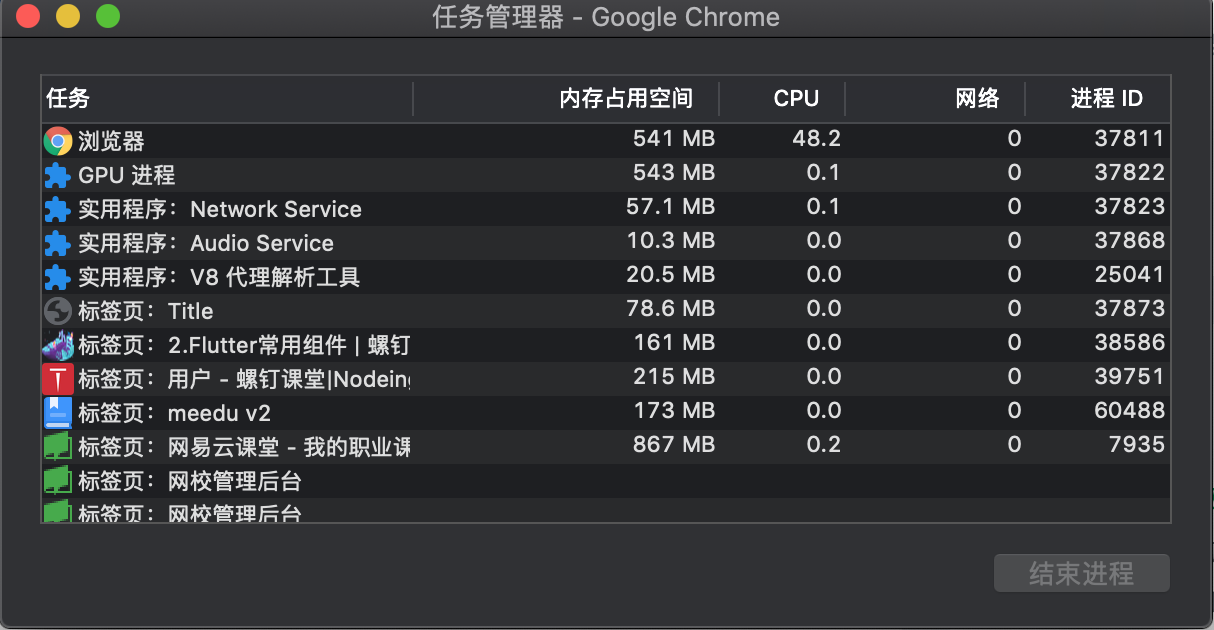 任务管理器 - Google Chrome
任务 内存占用空间 CPU 网络 进程 ID
浏览器 541 MB 48.2 0 37811
GPU 进程 543 MB 0.1 0 37822
实用程序：Network Service 57.1 MB 0.1 0 37823
实用程序：Audio Service 10.3 MB 0.0 0 37868
实用程序：V8 代理解析工具 20.5 MB 0.0 0 25041
标签页：Title 78.6 MB 0.0 0 37873
标签页：2.Flutter常用组件 | 螺钉 161 MB 0.0 0 38586
标签页：用户 - 螺钉课堂|Nodeing 215 MB 0.0 0 39751
标签页：meedu v2 173 MB 0.0 0 60488
标签页：网易云课堂 - 我的职业课 867 MB 0.2 0 7935
标签页：网校管理后台
标签页：网校管理后台
结束进程